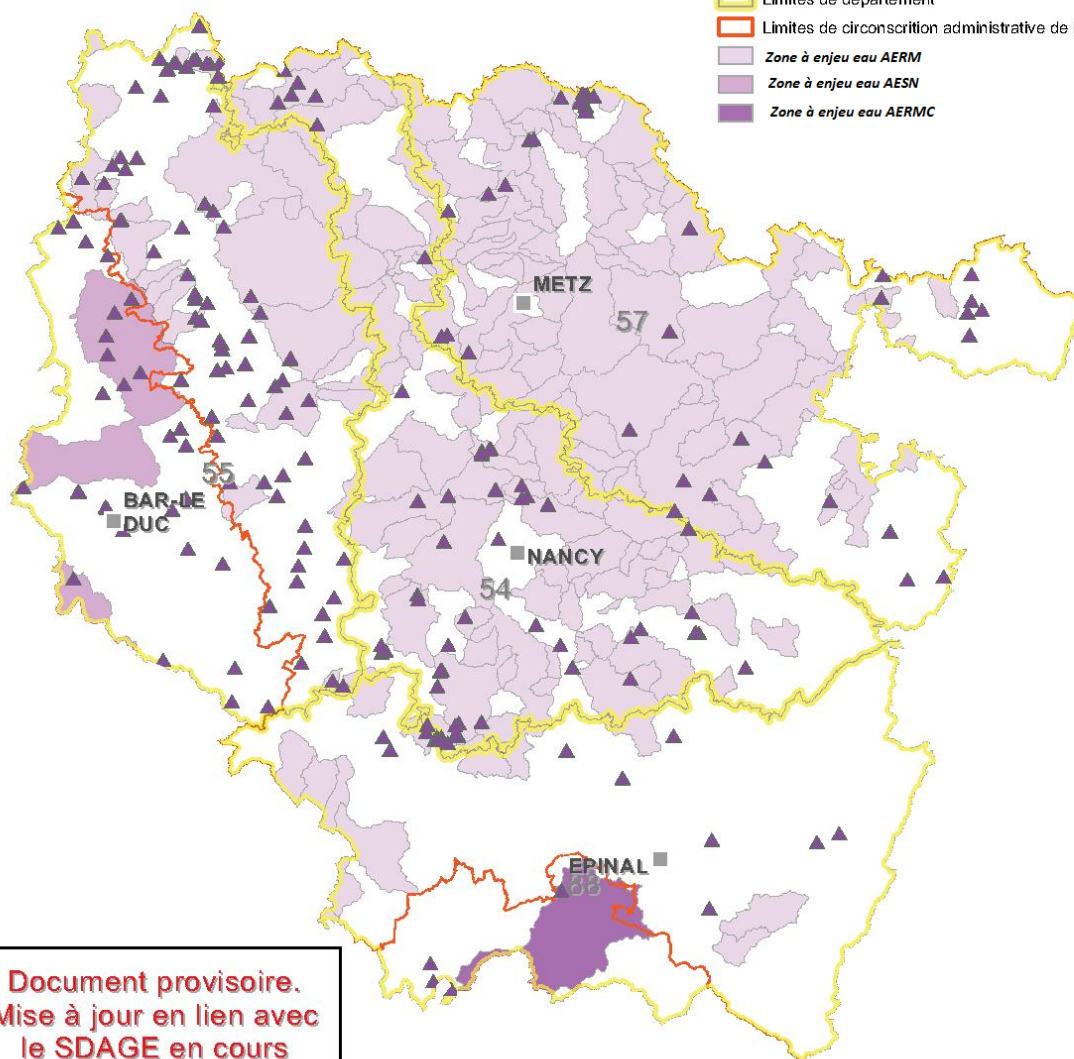 Limites de département
Limites de circonscrition administrative de
Zone à enjeu eau AERM
Zone à enjeu eau AESN
Zone à enjeu eau AERMC
METZ
57
55
BAR-LE
DUC
NANCY
54
EPINAL
88
Document provisoire.
Mise à jour en lien avec
le SDAGE en cours